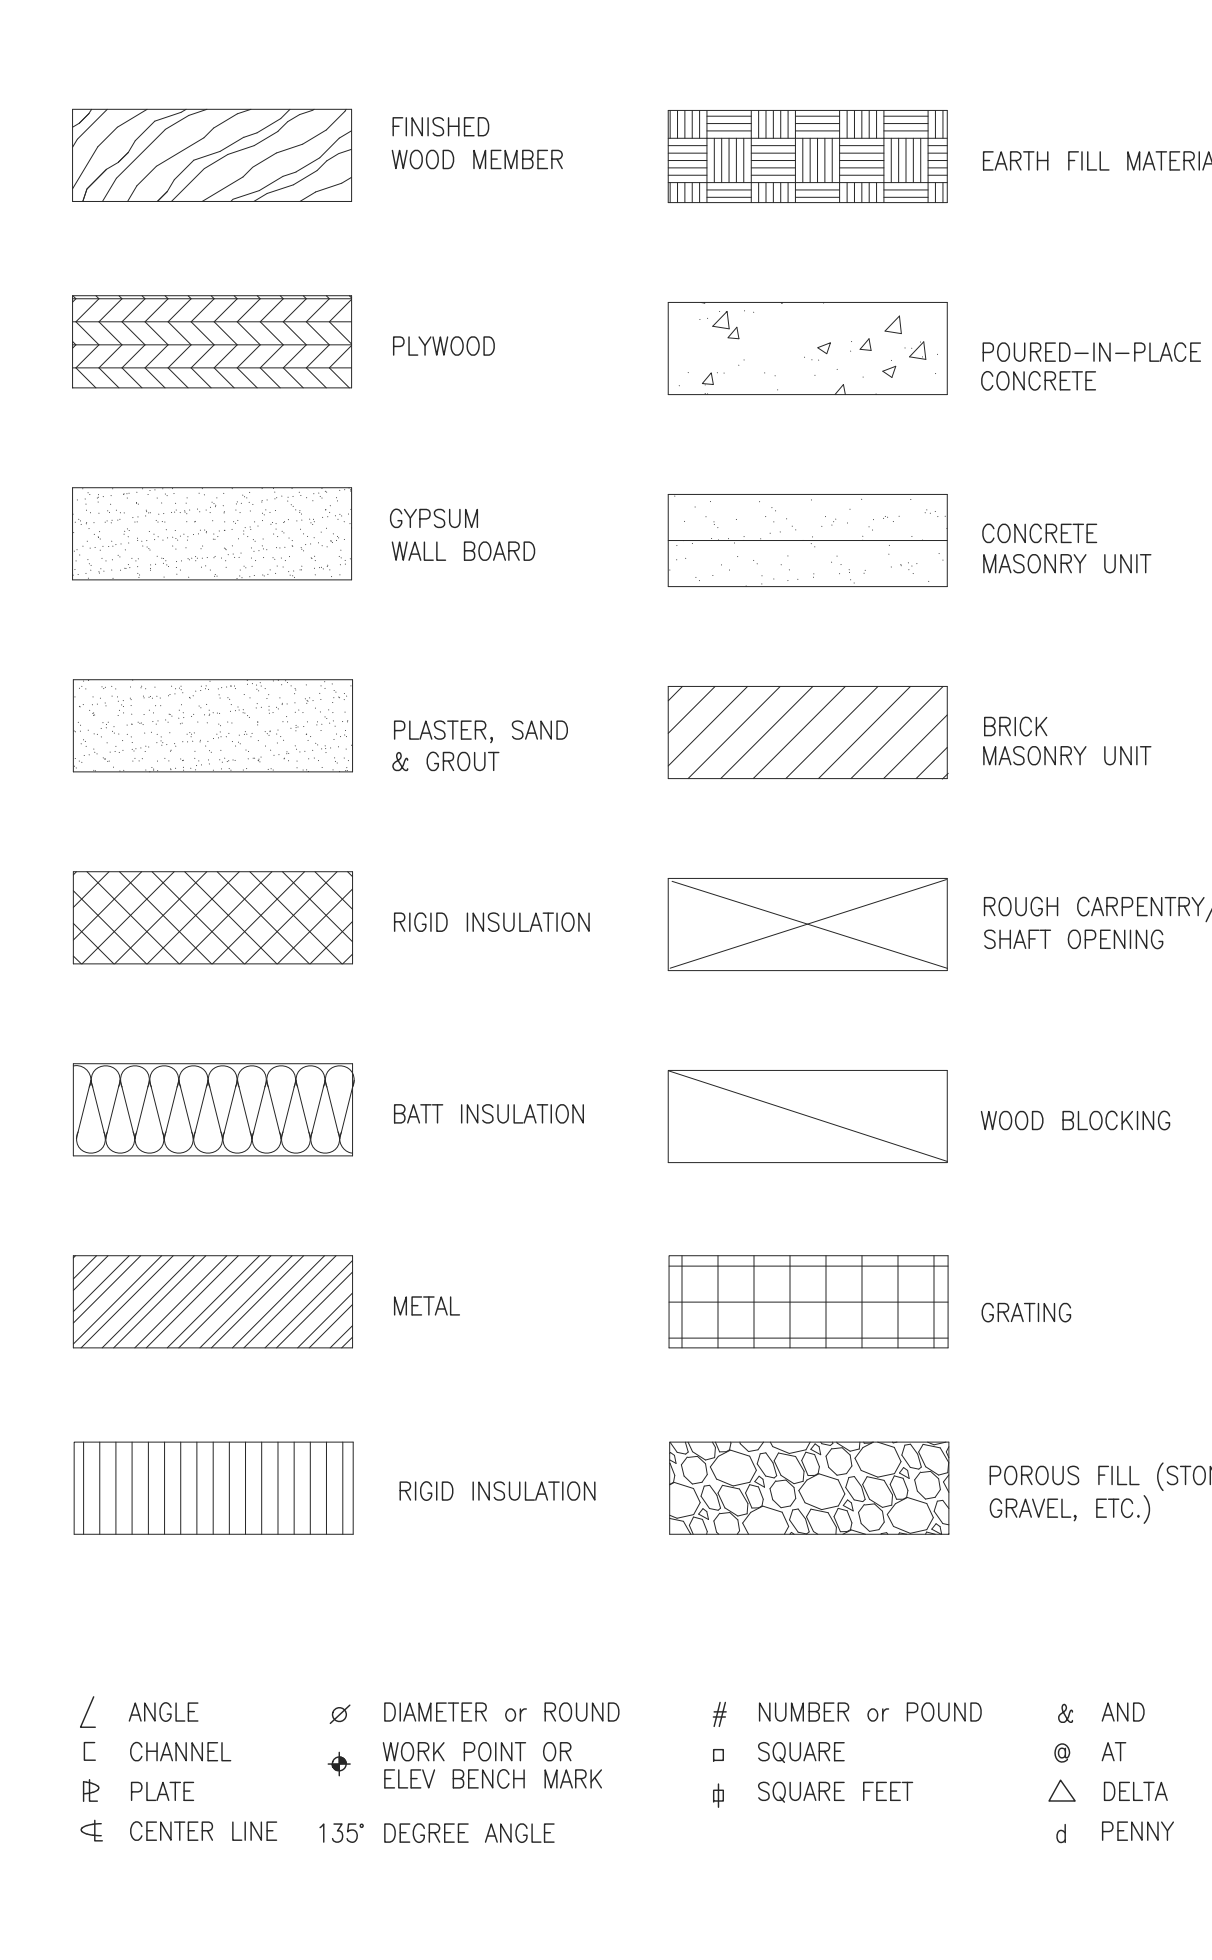 FINISHED
WOOD MEMBER
EARTH FILL
PLYWOOD
POURED-IN-PLACE
CONCRETE
GYPSUM
WALL BOARD
CONCRETE
MASONRY UNIT
PLASTER, SAND
& GROUT
BRICK
MASONRY UNIT
RIGID INSULATION
ROUGH CARPENTRY/
SHAFT OPENING
BATT INSULATION
WOOD BLOCKING
METAL
GRATING
RIGID INSULATION
POROUS FILL
GRAVEL, ETC.)
ANGLE
CHANNEL
PLATE
CENTER LINE
⌀ DIAMETER or ROUND
WORK POINT OR
ELEV BENCH MARK
135° DEGREE ANGLE
# NUMBER or POUND
SQUARE
SQUARE FEET
& AND
@ AT
△ DELTA
d PENNY